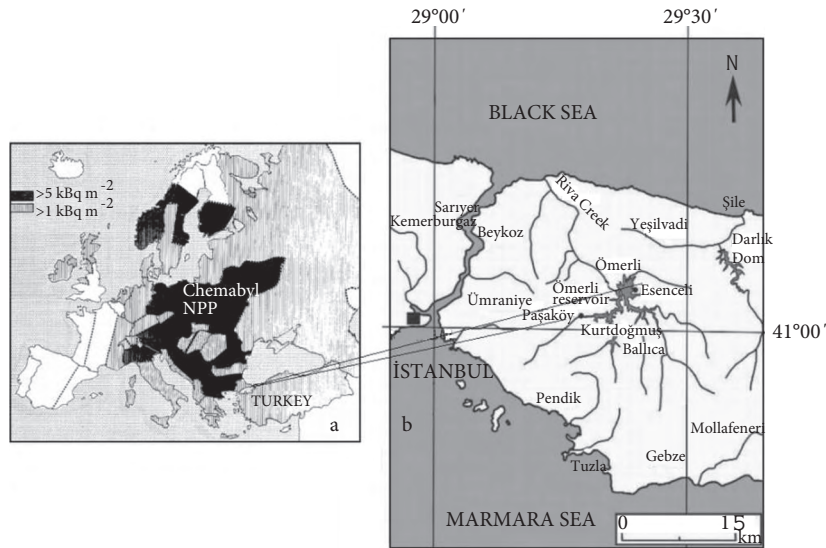 >5 kBq m-2
>1 kBq m-2
Chemabyl
NPP
TURKEY
a
29°00´
29°30´
N
BLACK SEA
Sarıyer
Kemerburgaz
Beykoz
Riva Creek
Yeşilvadi
Şile
Darlık
Dom
Ömerli
Ömerli
reservoir
Esenceli
Ümraniye
Paşaköy
Kurtdoğmuş
Ballıca
41°00´
İSTANBUL
Pendik
b
Mollafeneri
Tuzla
Gebze
MARMARA SEA
0 15
km